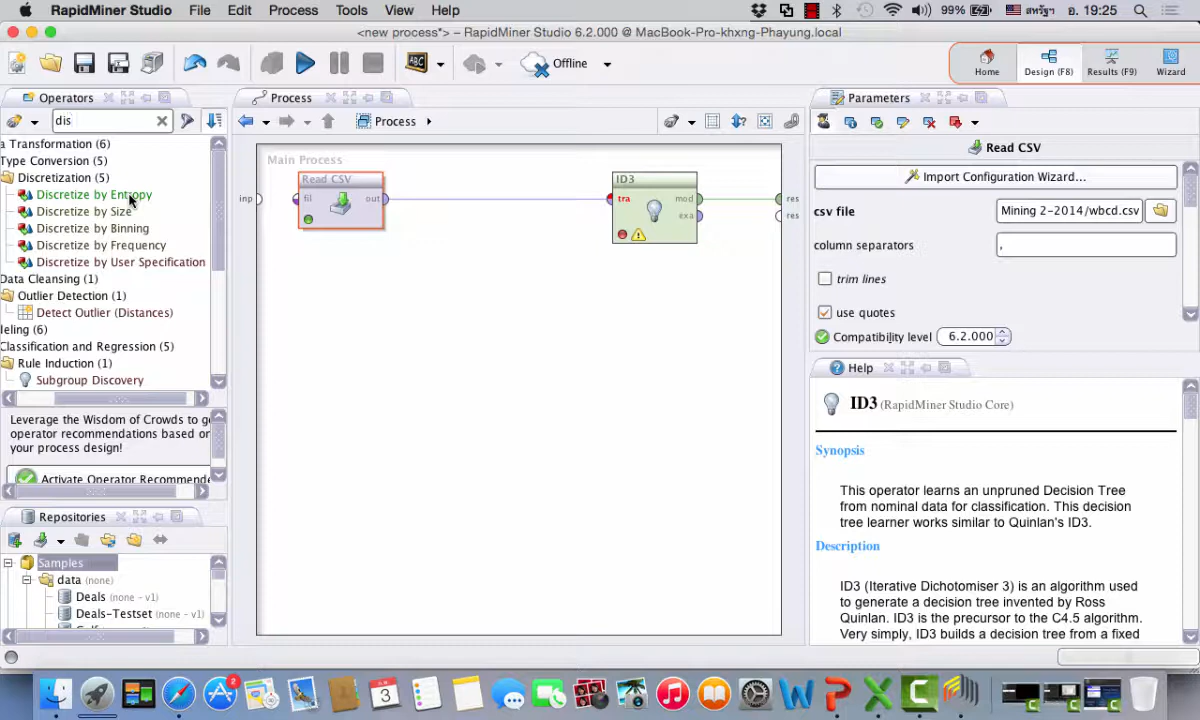 RapidMiner Studio File Edit Process Tools View Help 99% สหรัฐฯ อ. 19:25
<new process*> – RapidMiner Studio 6.2.000 @ MacBook-Pro-khxng-Phayung.local
Offline
Home Design (F8) Results (F9) Wizard
Operators
dis
a Transformation (6)
Type Conversion (5)
Discretization (5)
Discretize by Entropy
Discretize by Size
Discretize by Binning
Discretize by Frequency
Discretize by User Specification
Data Cleansing (1)
Outlier Detection (1)
Detect Outlier (Distances)
leling (6)
Classification and Regression (5)
Rule Induction (1)
Subgroup Discovery
Leverage the Wisdom of Crowds to g
operator recommendations based or
your process design!
Activate Operator Recommend
Repositories
Samples
data (none)
Deals (none – v1)
Deals-Testset (none – v1)
Process
Process
Main Process
inp
Read CSV
fil out
ID3
tra mod
exa
res
res
Parameters
Read CSV
Import Configuration Wizard...
csv file Mining 2-2014/wbcd.csv
column separators ,
trim lines
use quotes
Compatibility level 6.2.000
Help
ID3 (RapidMiner Studio Core)
Synopsis
This operator learns an unpruned Decision Tree
from nominal data for classification. This decision
tree learner works similar to Quinlan's ID3.
Description
ID3 (Iterative Dichotomiser 3) is an algorithm used
to generate a decision tree invented by Ross
Quinlan. ID3 is the precursor to the C4.5 algorithm.
Very simply, ID3 builds a decision tree from a fixed
2
3